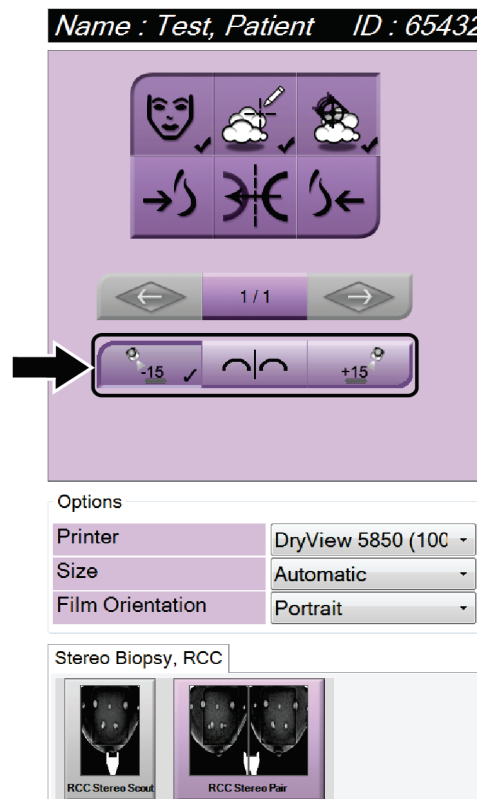 Name : Test, Patient ID : 65432
1 / 1
-15 +15
Options
Printer DryView 5850 (100
Size Automatic
Film Orientation Portrait
Stereo Biopsy, RCC
RCC Stereo Scout RCC Stereo Pair